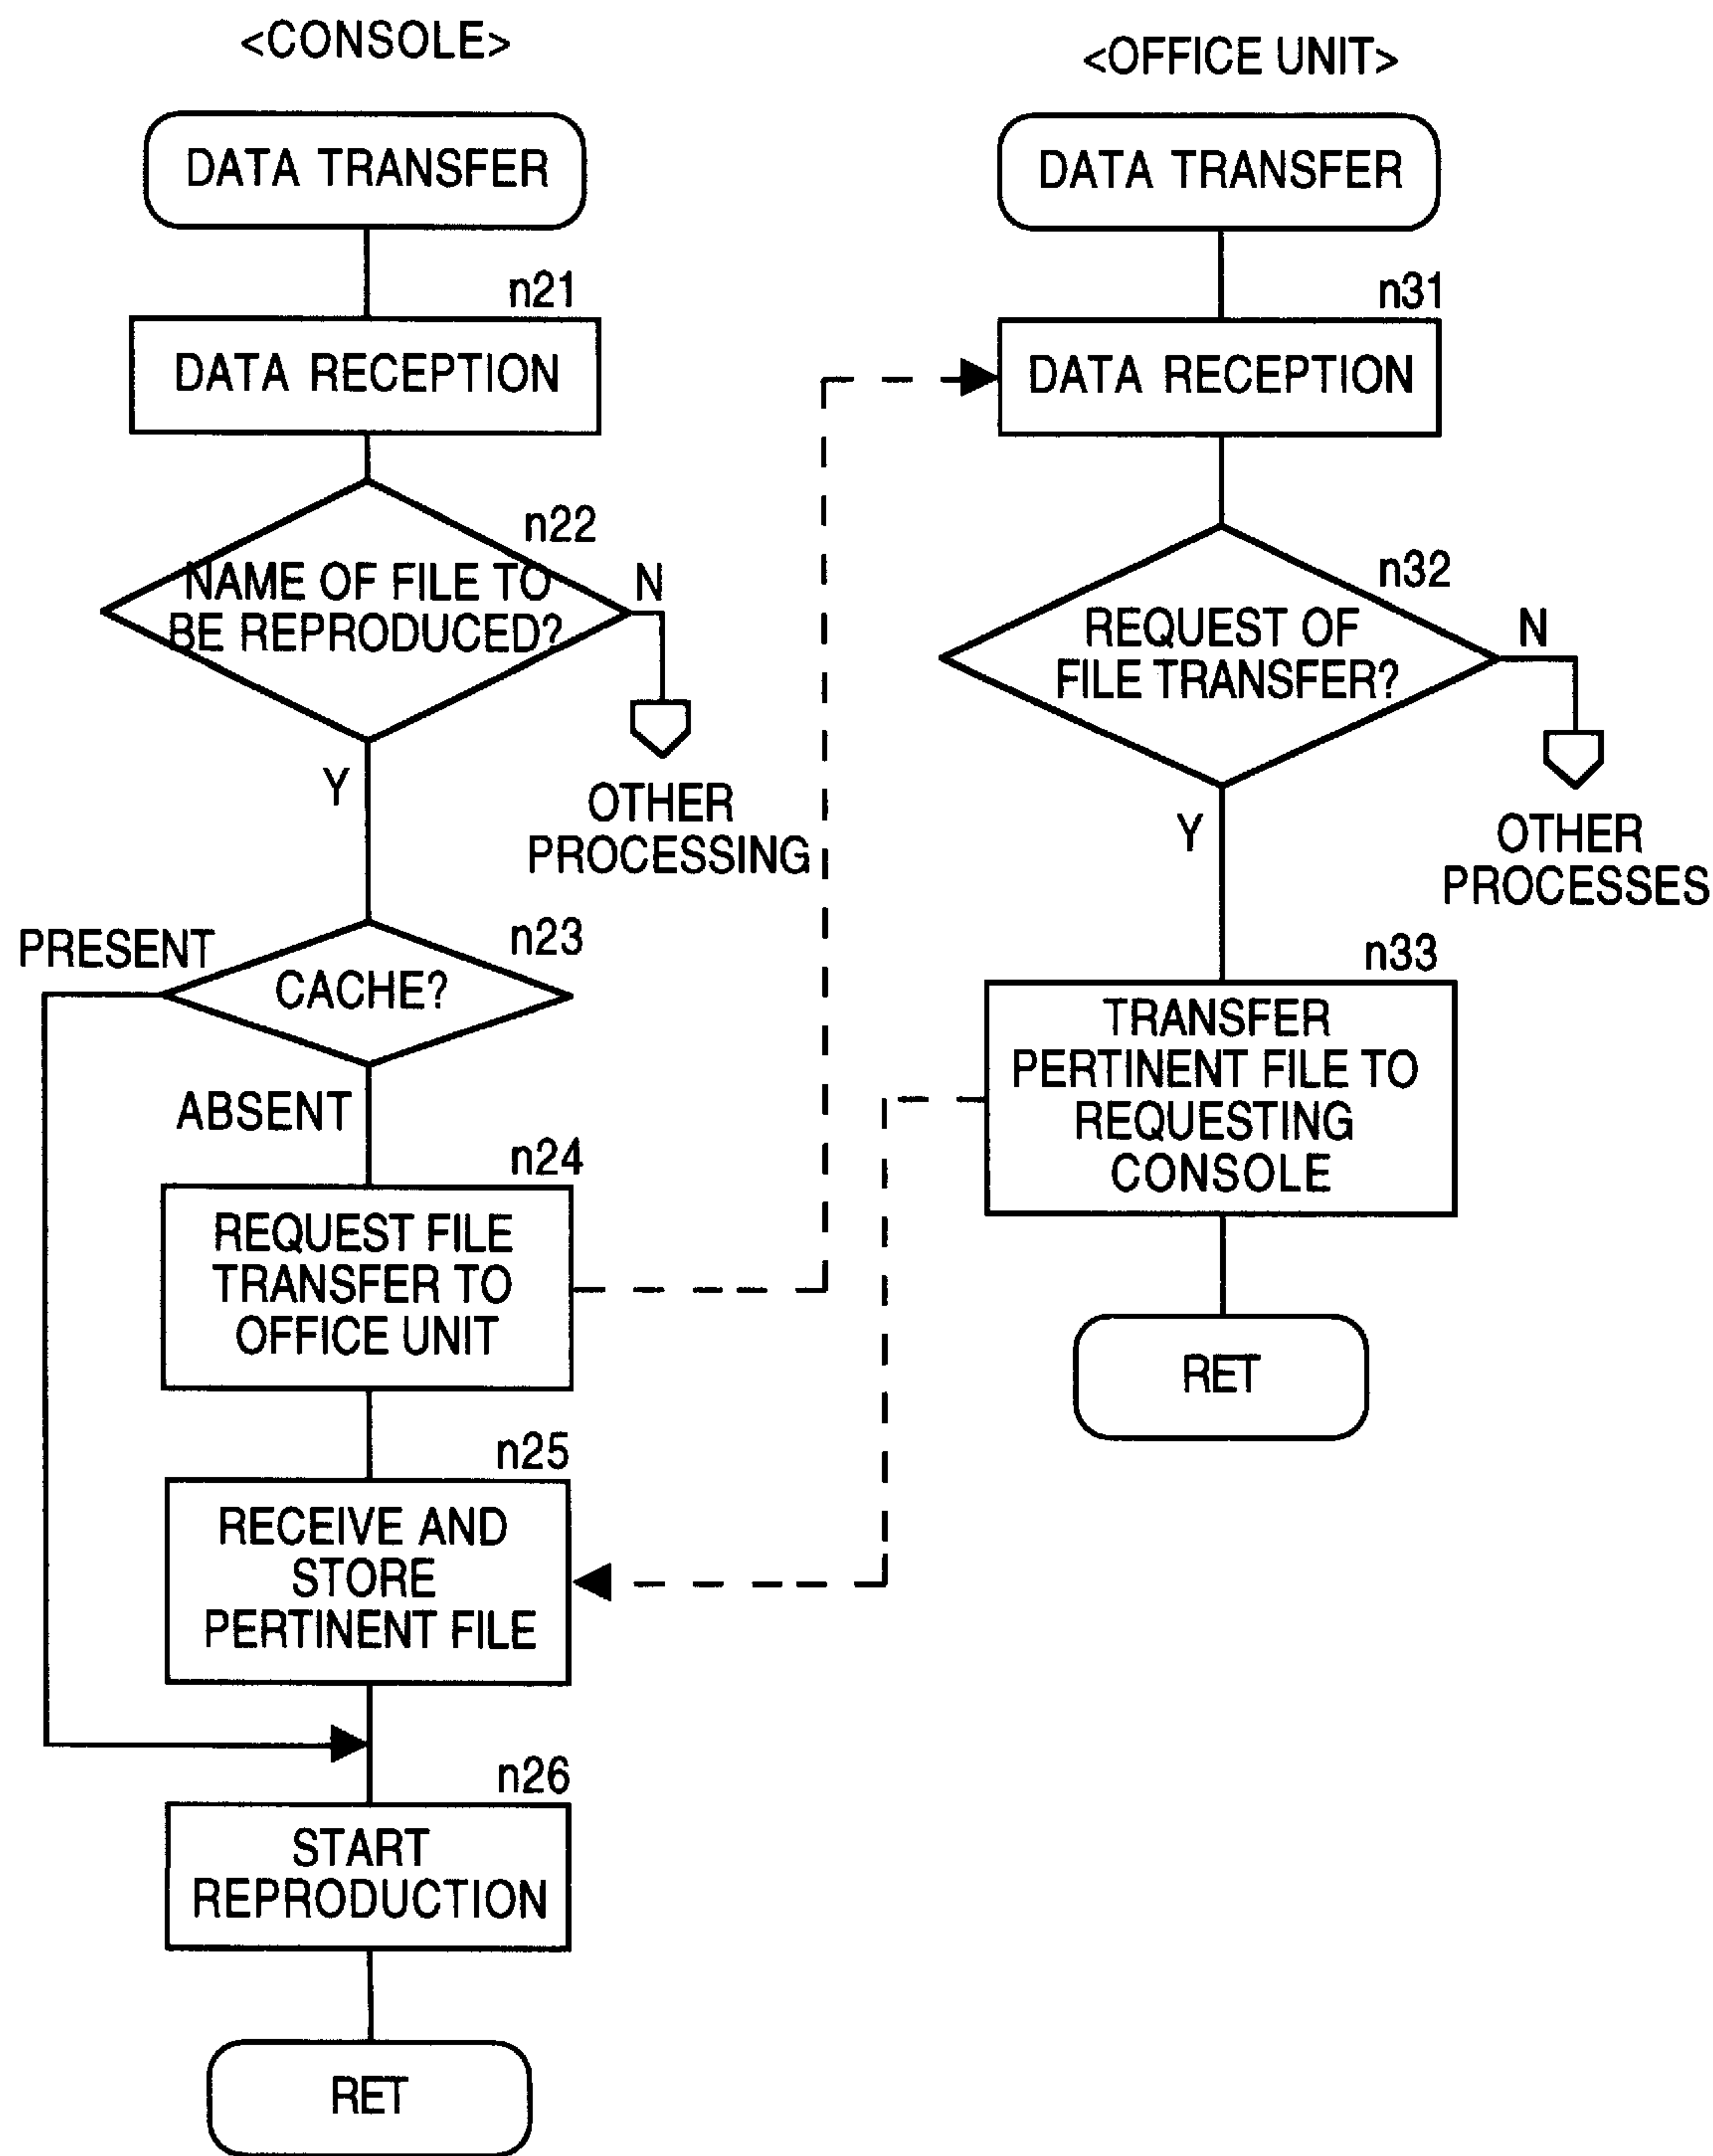 <CONSOLE>
DATA TRANSFER
n21
DATA RECEPTION
n22
NAME OF FILE TO
BE REPRODUCED?
N
OTHER
PROCESSING
Y
n23
CACHE?
PRESENT
ABSENT
n24
REQUEST FILE
TRANSFER TO
OFFICE UNIT
n25
RECEIVE AND
STORE
PERTINENT FILE
n26
START
REPRODUCTION
RET
<OFFICE UNIT>
DATA TRANSFER
n31
DATA RECEPTION
n32
REQUEST OF
FILE TRANSFER?
N
OTHER
PROCESSES
Y
n33
TRANSFER
PERTINENT FILE TO
REQUESTING
CONSOLE
RET